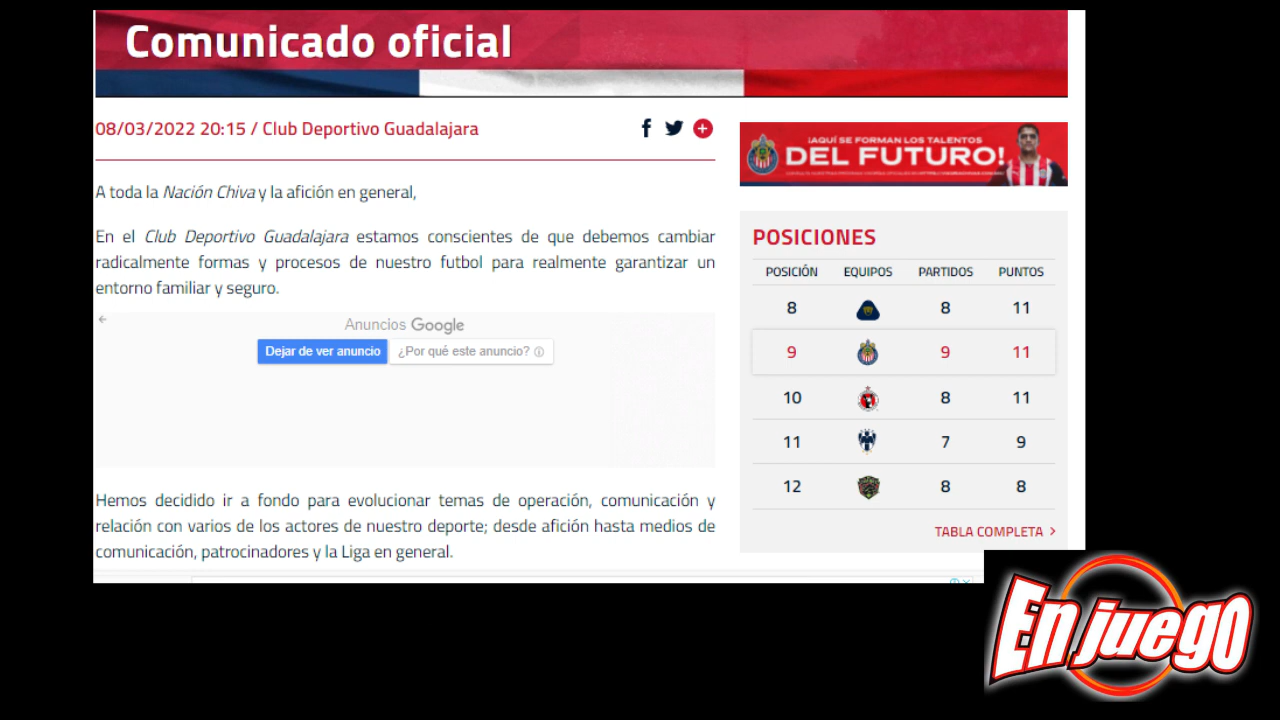 Comunicado oficial
08/03/2022 20:15 / Club Deportivo Guadalajara
A toda la Nación Chiva y la afición en general,
En el Club Deportivo Guadalajara estamos conscientes de que debemos cambiar
radicalmente formas y procesos de nuestro futbol para realmente garantizar un
entorno familiar y seguro.
Anuncios Google
Dejar de ver anuncio ¿Por qué este anuncio?
Hemos decidido ir a fondo para evolucionar temas de operación, comunicación y
relación con varios de los actores de nuestro deporte; desde afición hasta medios de
comunicación, patrocinadores y la Liga en general.
¡AQUÍ SE FORMAN LOS TALENTOS
DEL FUTURO!
POSICIONES
POSICIÓN EQUIPOS PARTIDOS PUNTOS
8 8 11
9 9 11
10 8 11
11 7 9
12 8 8
TABLA COMPLETA >
En juego